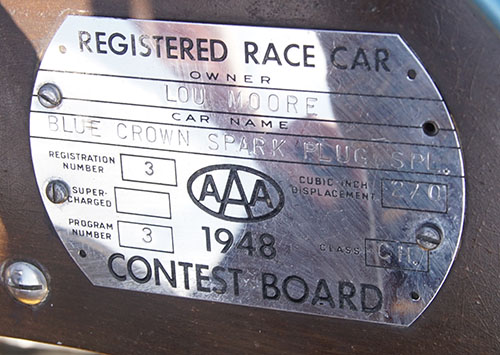 REGISTERED RACE CAR
OWNER
LOU MOORE
CAR NAME
BLUE CROWN SPARK PLUG SPL.
REGISTRATION NUMBER 3
CUBIC INCH DISPLACEMENT 270
SUPER-CHARGED
AAA
PROGRAM NUMBER 3
1948
CLASS
CONTEST BOARD